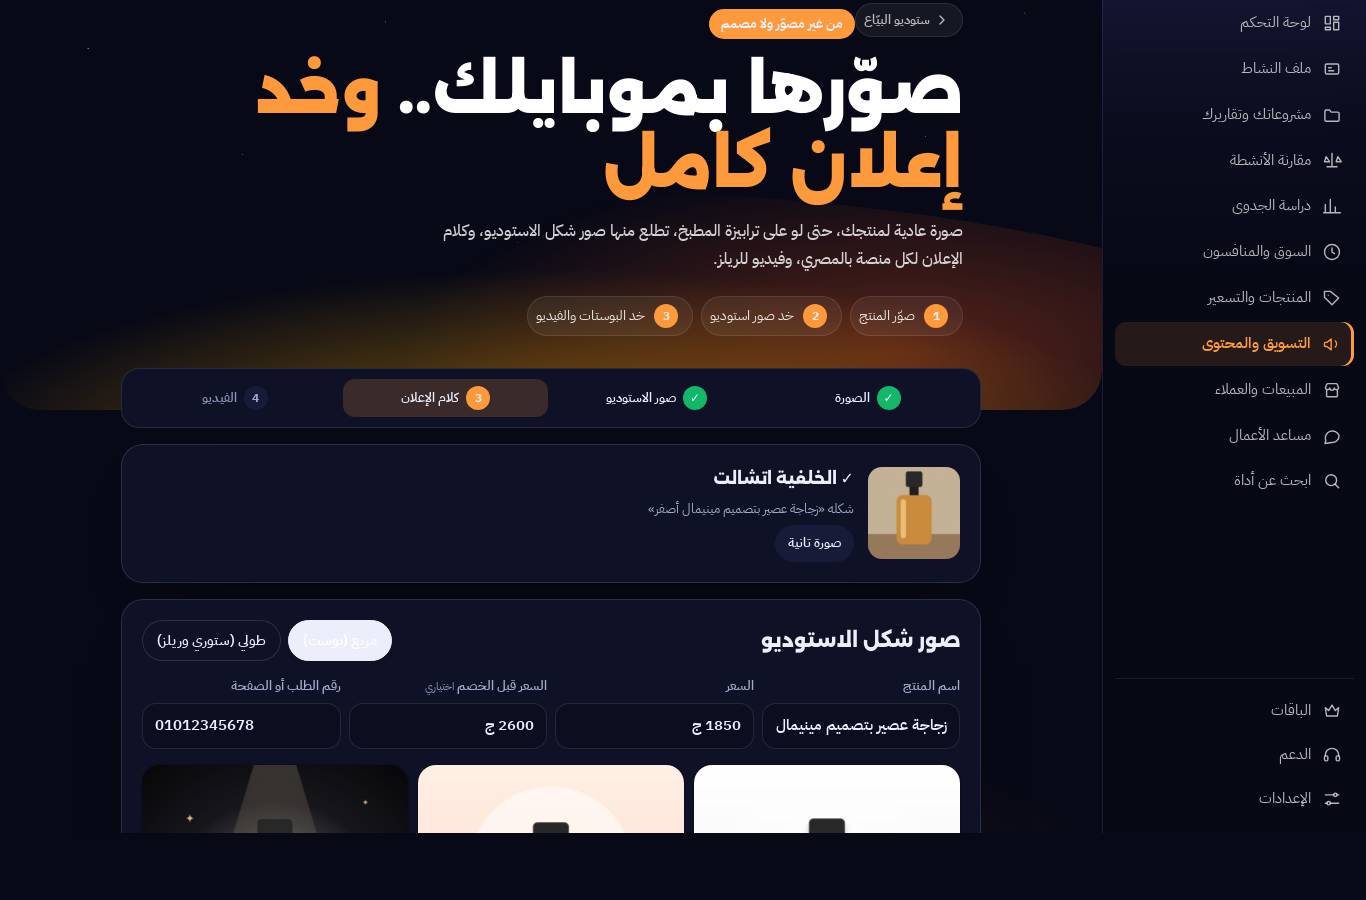 لوحة التحكم
ملف النشاط
مشروعاتك وتقاريرك
مقارنة الأنشطة
دراسة الجدوى
السوق والمنافسون
المنتجات والتسعير
التسويق والمحتوى
المبيعات والعملاء
مساعد الأعمال
ابحث عن أداة
الباقات
الدعم
الإعدادات
ستوديو البيّاع
من غير مصوّر ولا مصمم
صوّرها بموبايلك.. وخد
إعلان كامل
صورة عادية لمنتجك، حتى لو على ترابيزة المطبخ، تطلع منها صور شكل الاستوديو، وكلام
الإعلان لكل منصة بالمصري، وفيديو للريلز.
1 صوّر المنتج
2 خد صور استوديو
3 خد البوستات والفيديو
✓ الصورة
✓ صور الاستوديو
3 كلام الإعلان
4 الفيديو
✓ الخلفية اتشالت
شكله «زجاجة عصير بتصميم مينيمال أصفر»
صورة تانية
صور شكل الاستوديو
مربع (بوست)
طولي (ستوري وريلز)
اسم المنتج
السعر
السعر قبل الخصم اختياري
رقم الطلب أو الصفحة
زجاجة عصير بتصميم مينيمال
1850 ج
2600 ج
01012345678